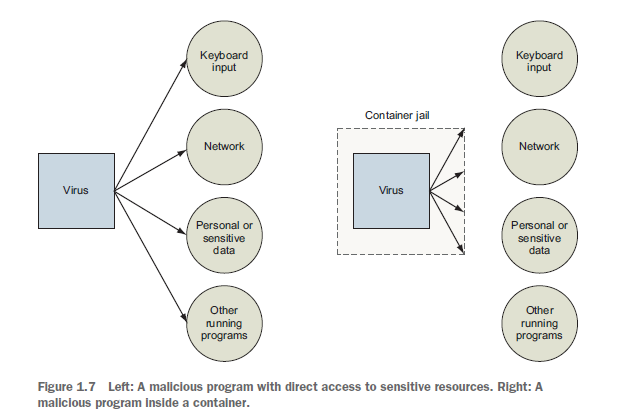 Keyboard
input
Network
Virus
Personal or
sensitive
data
Other
running
programs
Container jail
Virus
Keyboard
input
Network
Personal or
sensitive
data
Other
running
programs
Figure 1.7 Left: A malicious program with direct access to sensitive resources. Right: A
malicious program inside a container.